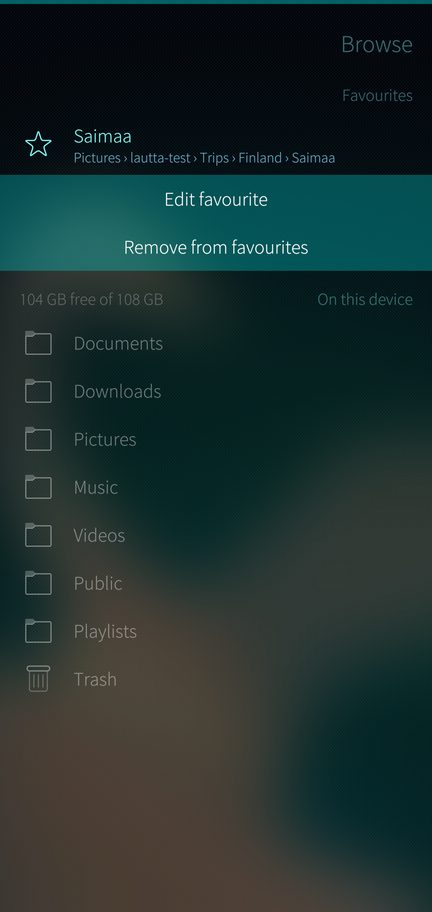 Browse
Favourites
Saimaa
Pictures › lautta-test › Trips › Finland › Saimaa
Edit favourite
Remove from favourites
104 GB free of 108 GB On this device
Documents
Downloads
Pictures
Music
Videos
Public
Playlists
Trash